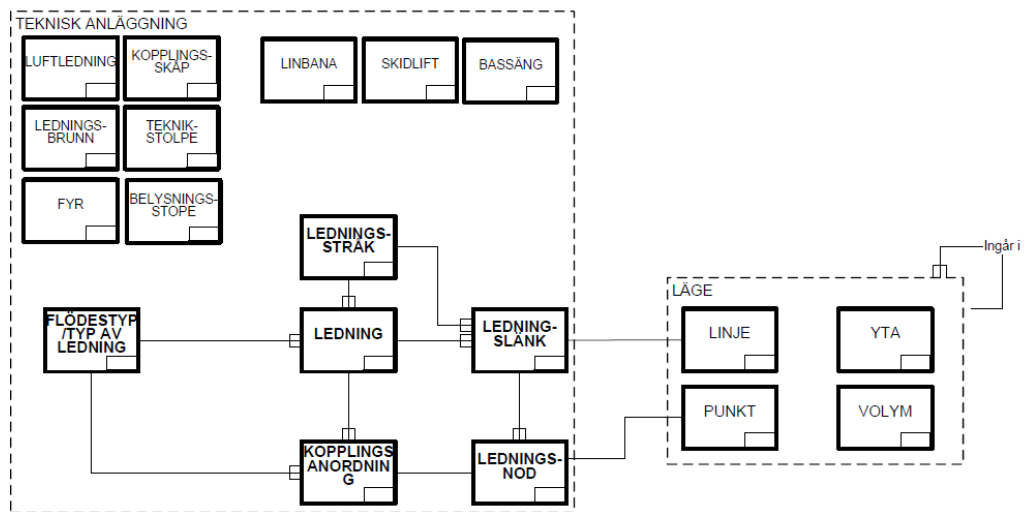 TEKNISK ANLÄGGNING
LUFTLEDNING
KOPPLINGS-
SKÅP
LINBANA
SKIDLIFT
BASSÄNG
LEDNINGS-
BRUNN
TEKNIK-
STOLPE
FYR
BELYSNINGS-
STOPE
LEDNINGS-
STRÅK
FLÖDESTYP
/TYP AV
LEDNING
LEDNING
LEDNING-
SLÄNK
KOPPLINGS
ANORDNIN
G
LEDNINGS-
NOD
Ingår i
LÄGE
LINJE
YTA
PUNKT
VOLYM